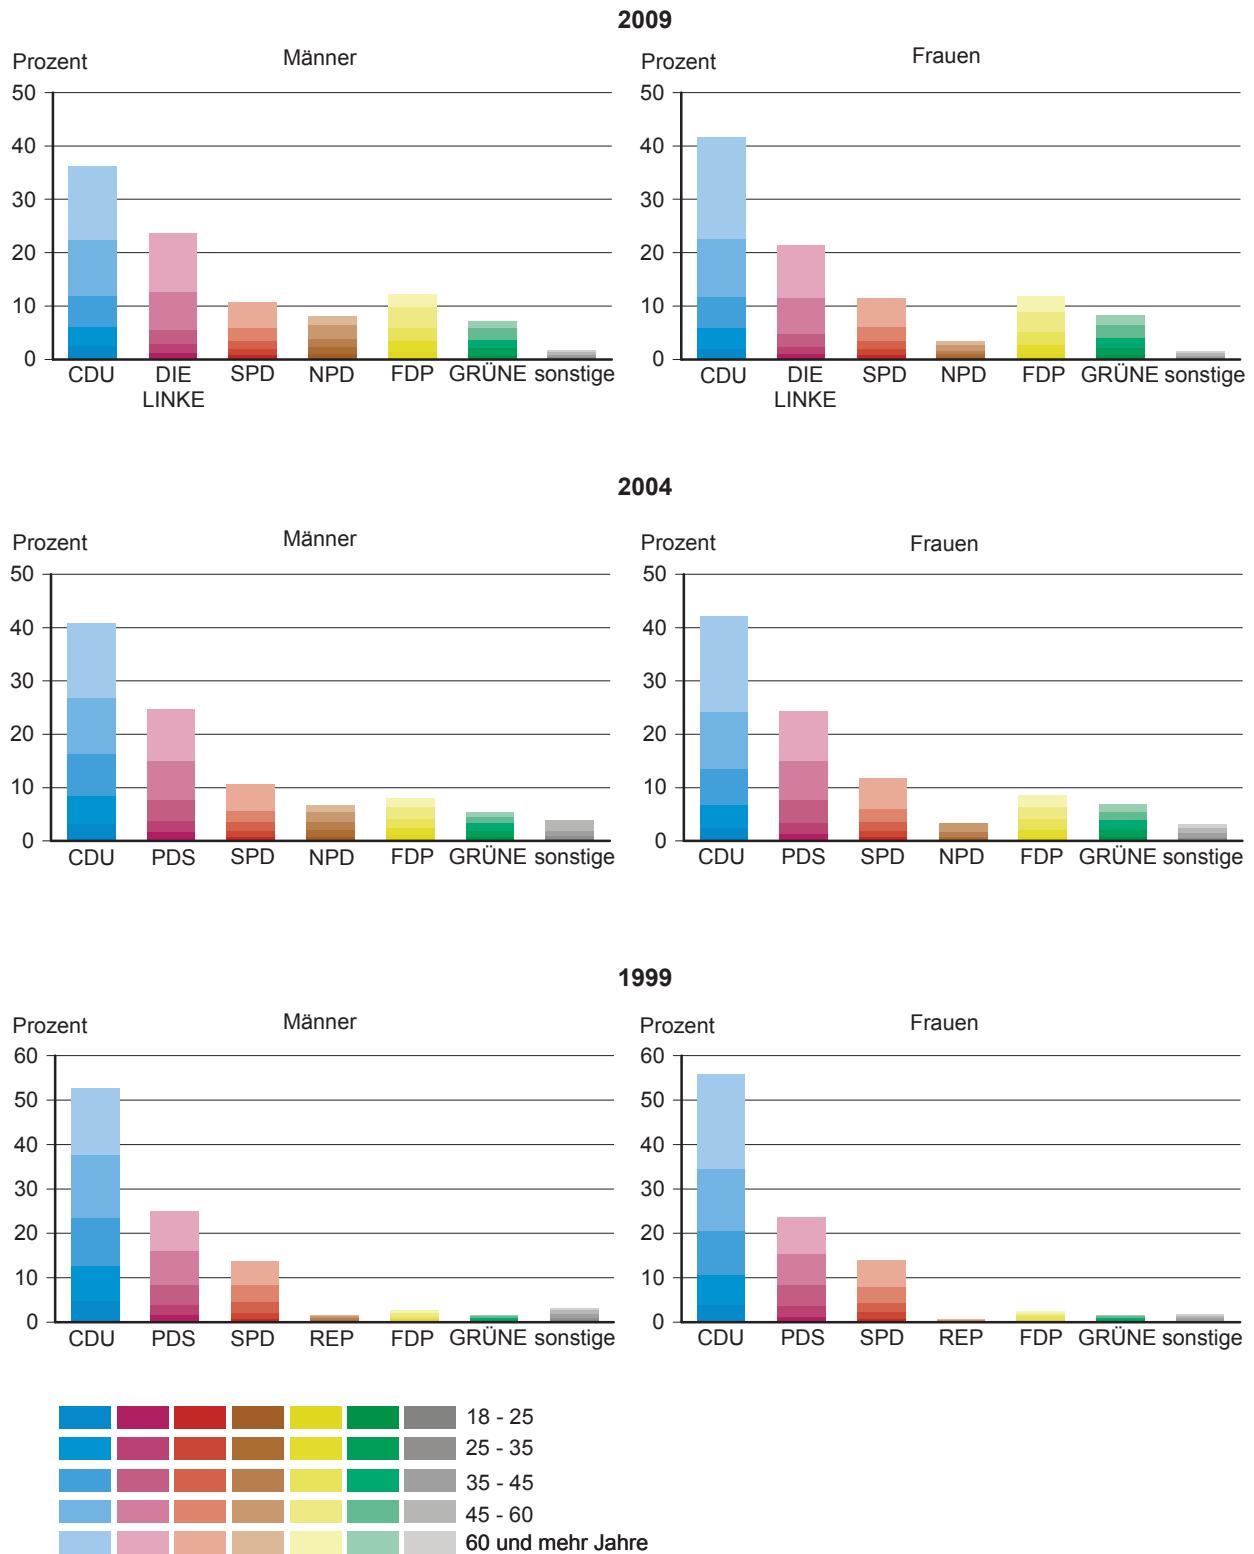 2009
Prozent Männer
50
40
30
20
10
0
CDU DIE LINKE SPD NPD FDP GRÜNE sonstige
Prozent Frauen
50
40
30
20
10
0
CDU DIE LINKE SPD NPD FDP GRÜNE sonstige
2004
Prozent Männer
50
40
30
20
10
0
CDU PDS SPD NPD FDP GRÜNE sonstige
Prozent Frauen
50
40
30
20
10
0
CDU PDS SPD NPD FDP GRÜNE sonstige
1999
Prozent Männer
60
50
40
30
20
10
0
CDU PDS SPD REP FDP GRÜNE sonstige
Prozent Frauen
60
50
40
30
20
10
0
CDU PDS SPD REP FDP GRÜNE sonstige
18 - 25
25 - 35
35 - 45
45 - 60
60 und mehr Jahre